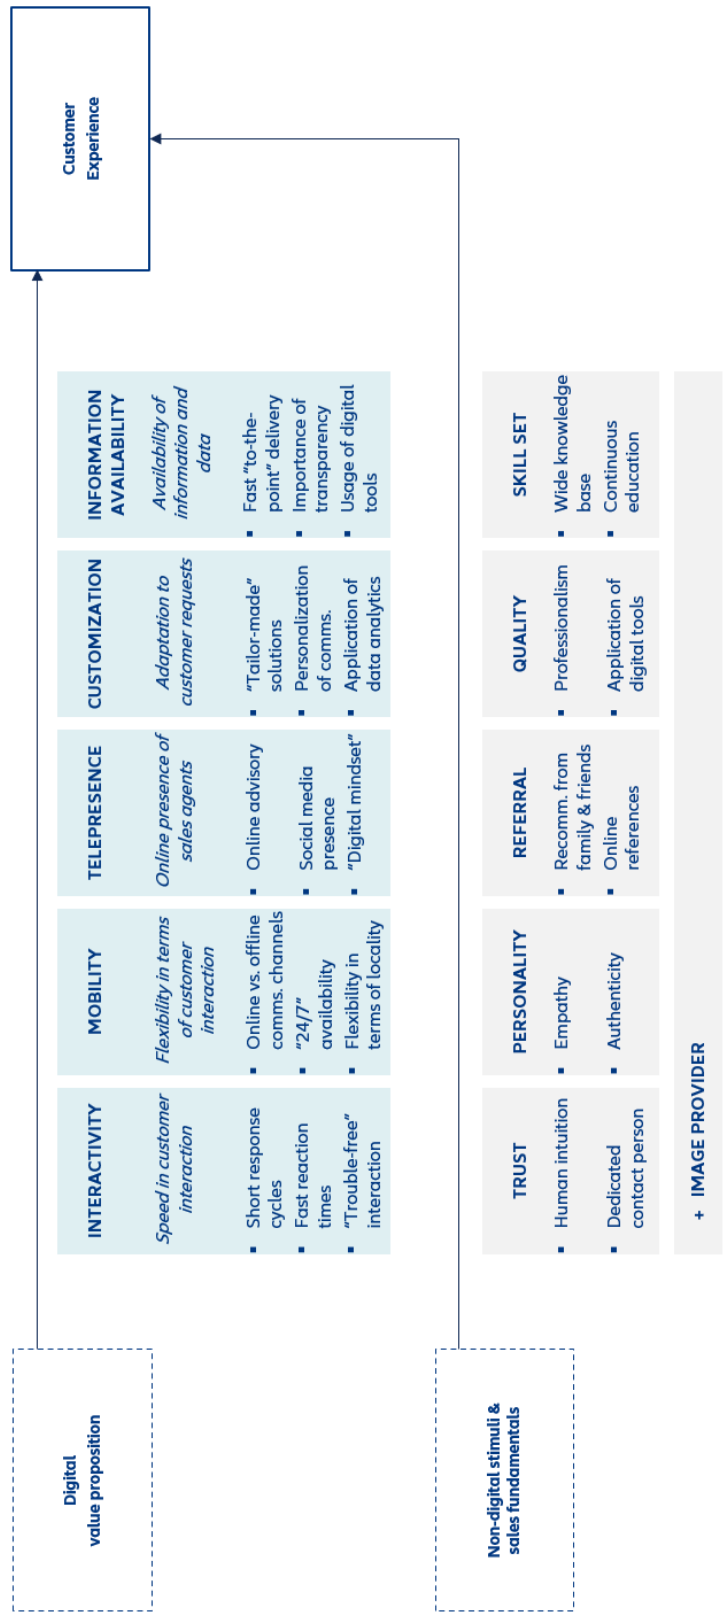 Digital
value proposition
INTERACTIVITY
Speed in customer
interaction
▪ Short response
cycles
▪ Fast reaction
times
▪ “Trouble-free”
interaction
MOBILITY
Flexibility in terms
of customer
interaction
▪ Online vs. offline
comms. channels
▪ “24/7”
availability
▪ Flexibility in
terms of locality
TELEPRESENCE
Online presence of
sales agents
▪ Online advisory
▪ Social media
presence
▪ “Digital mindset”
CUSTOMIZATION
Adaptation to
customer requests
▪ “Tailor-made”
solutions
▪ Personalization
of comms.
▪ Application of
data analytics
INFORMATION
AVAILABILITY
Availability of
information and
data
▪ Fast “to-the-
point” delivery
▪ Importance of
transparency
▪ Usage of digital
tools
Customer
Experience
Non-digital stimuli &
sales fundamentals
TRUST
▪ Human intuition
▪ Dedicated
contact person
PERSONALITY
▪ Empathy
▪ Authenticity
REFERRAL
▪ Recomm. from
family & friends
▪ Online
references
QUALITY
▪ Professionalism
▪ Application of
digital tools
SKILL SET
▪ Wide knowledge
base
▪ Continuous
education
+ IMAGE PROVIDER